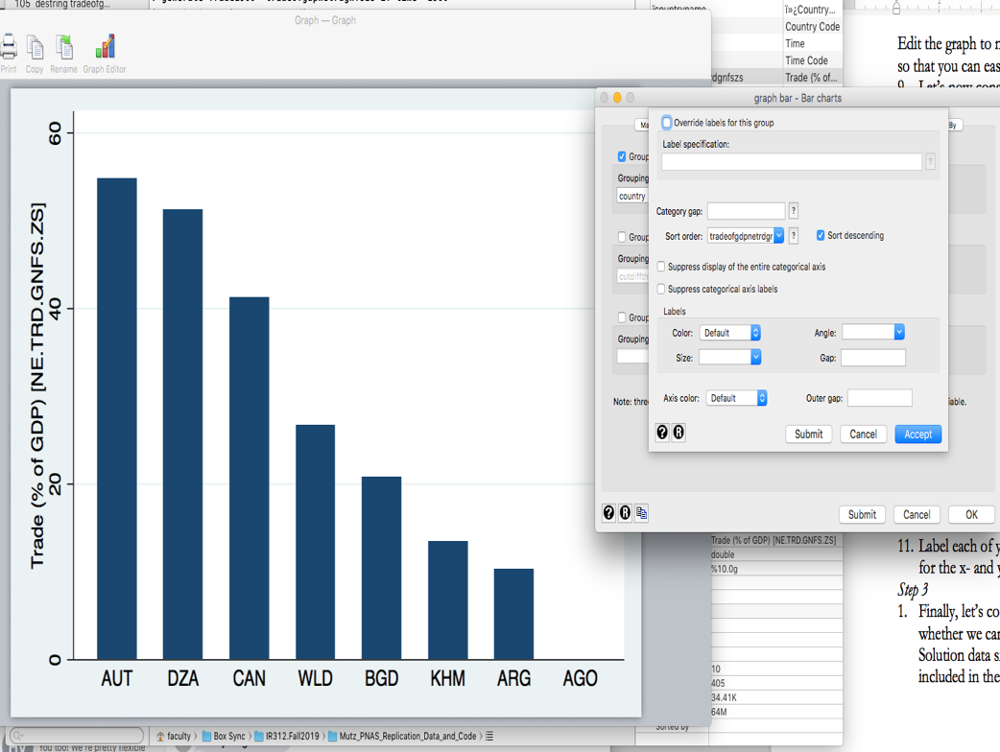 105 destring tradeofg...
Graph — Graph
Print Copy Rename Graph Editor
Trade (% of GDP) [NE.TRD.GNFS.ZS]
60
40
20
0
AUT DZA CAN WLD BGD KHM ARG AGO
ï»¿Country...
Country Code
Time
Time Code
dgnfszs Trade (% of...
Edit the graph to
so that you can eas
9. Let's now cons
graph bar - Bar charts
Ma
By
Override labels for this group
Label specification:
?
Category gap:
?
Sort order: tradeofgdpnetrdgr
?
Sort descending
Suppress display of the entire categorical axis
Suppress categorical axis labels
Labels
Color: Default
Angle:
Size:
Gap:
Axis color: Default
Outer gap:
? R
Submit Cancel Accept
Group
Grouping
country
Group
Grouping
cutdiffth
Group
Grouping
Note: three
iable.
? R
Submit Cancel OK
Trade (% of GDP) [NE.TRD.GNFS.ZS]
double
%10.0g
10
405
34.41K
64M
Sorted by
11. Label each of y
for the x- and y
Step 3
1. Finally, let's co
whether we can
Solution data s
included in the
faculty › Box Sync › IR312.Fall2019 › Mutz_PNAS_Replication_Data_and_Code ›
You too! We're pretty flexible